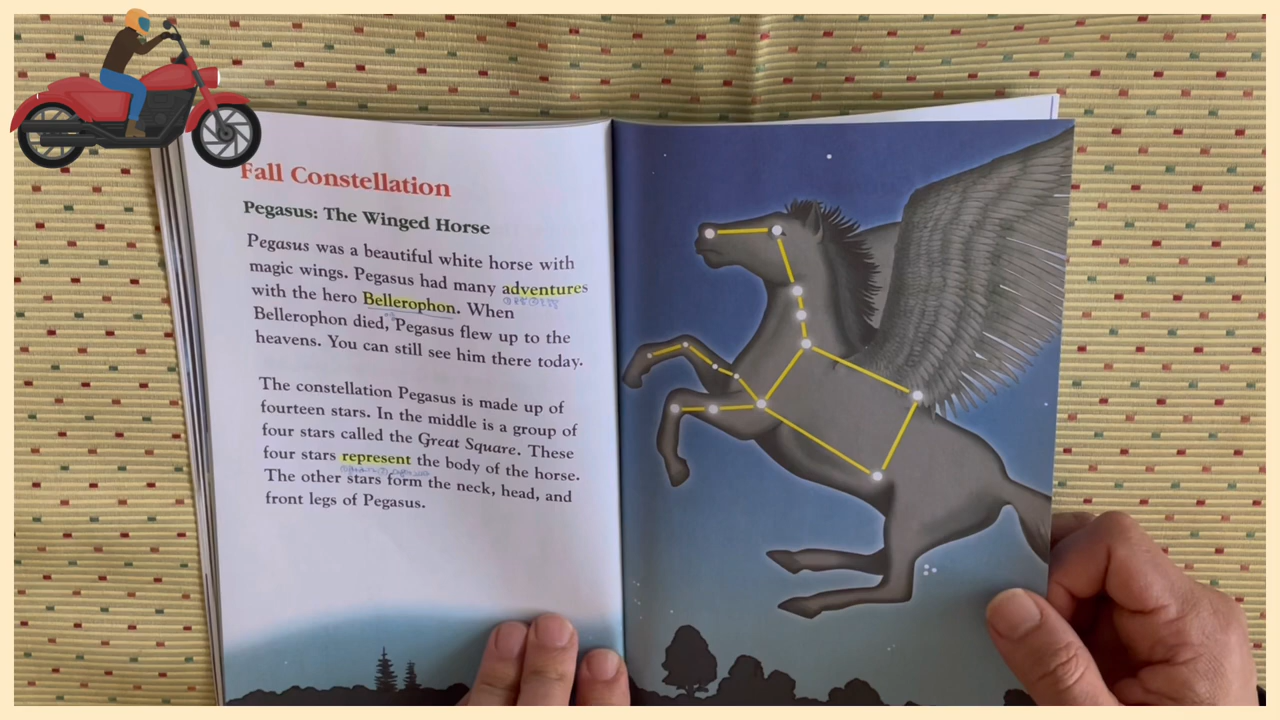 Fall Constellation
Pegasus: The Winged Horse
Pegasus was a beautiful white horse with
magic wings. Pegasus had many adventures
with the hero Bellerophon. When
Bellerophon died, Pegasus flew up to the
heavens. You can still see him there today.
The constellation Pegasus is made up of
fourteen stars. In the middle is a group of
four stars called the Great Square. These
four stars represent the body of the horse.
The other stars form the neck, head, and
front legs of Pegasus.